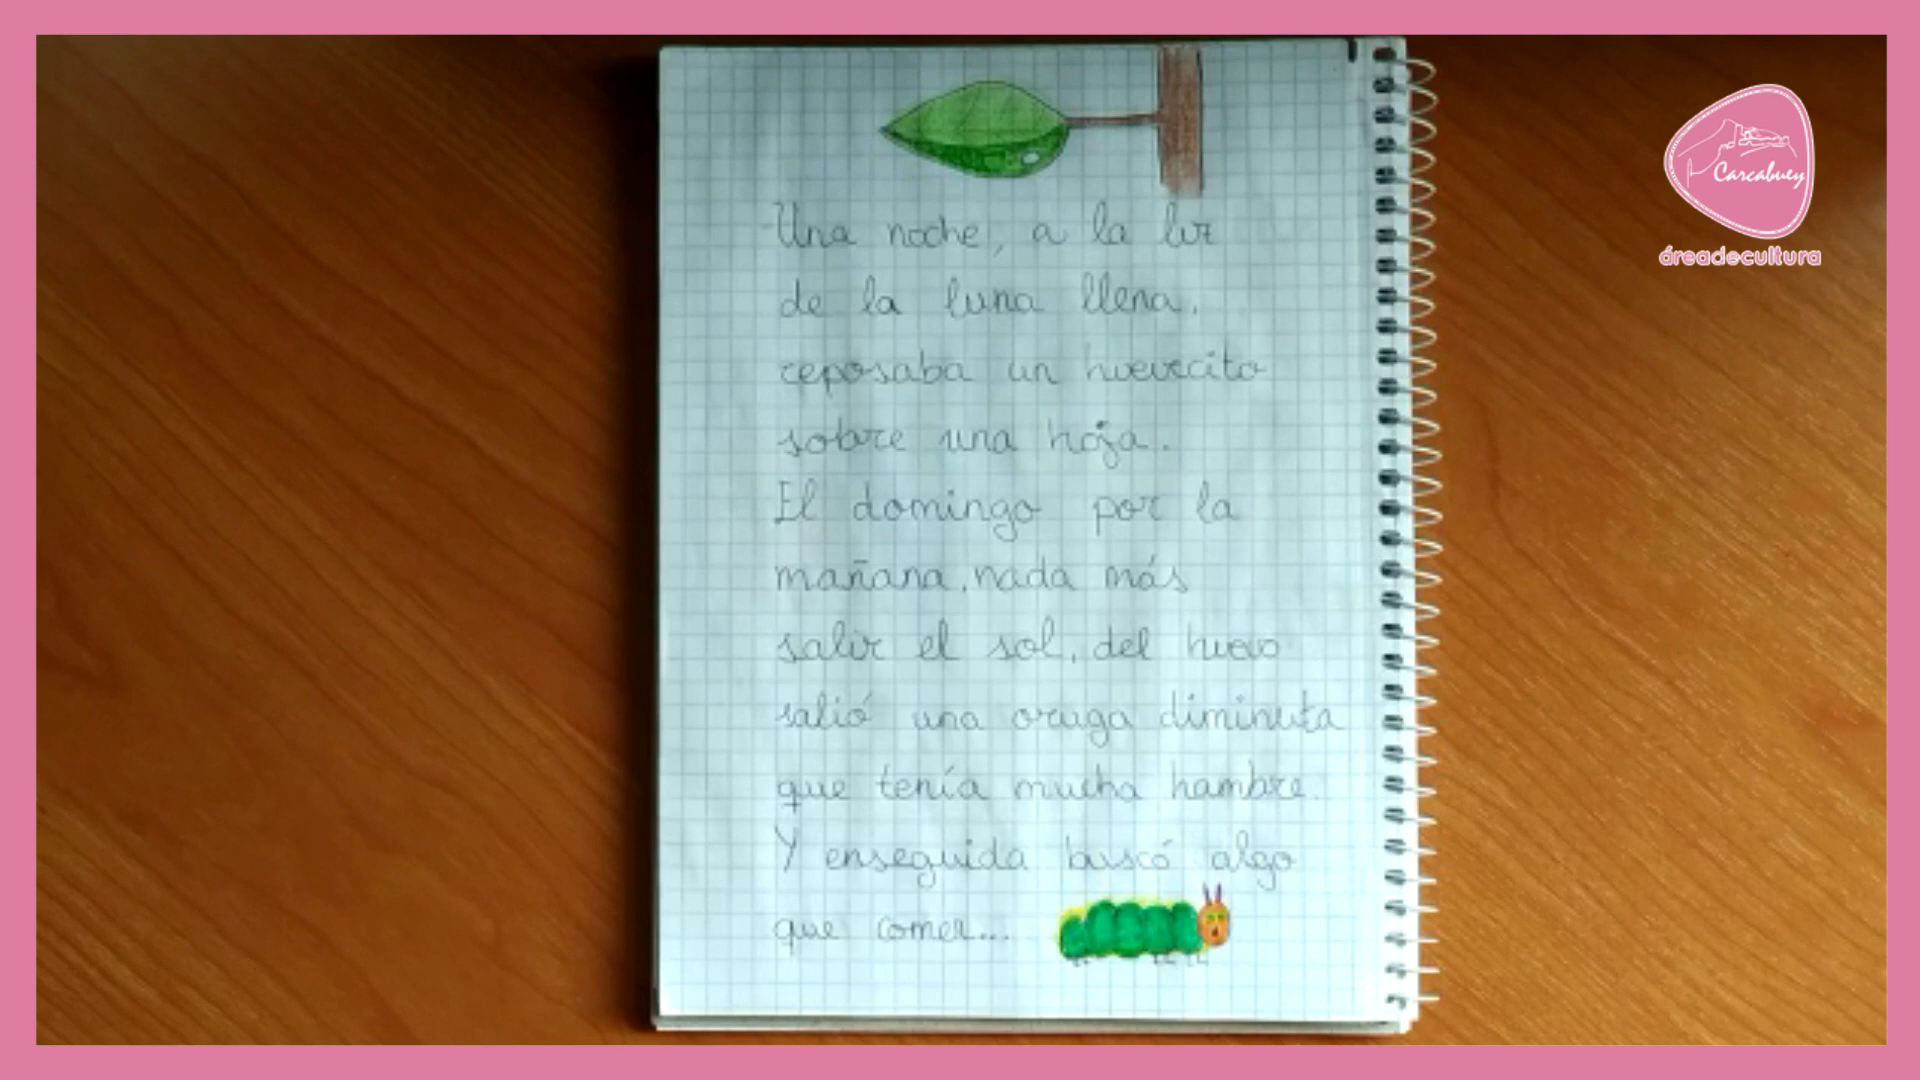 Una noche, a la luz
de la luna llena,
reposaba un huevecito
sobre una hoja.
El domingo por la
mañana, nada más
salir el sol, del huevo
salió una oruga diminuta
que tenía mucha hambre.
Y enseguida buscó algo
que comer...
Carcabuey
áreadecultura